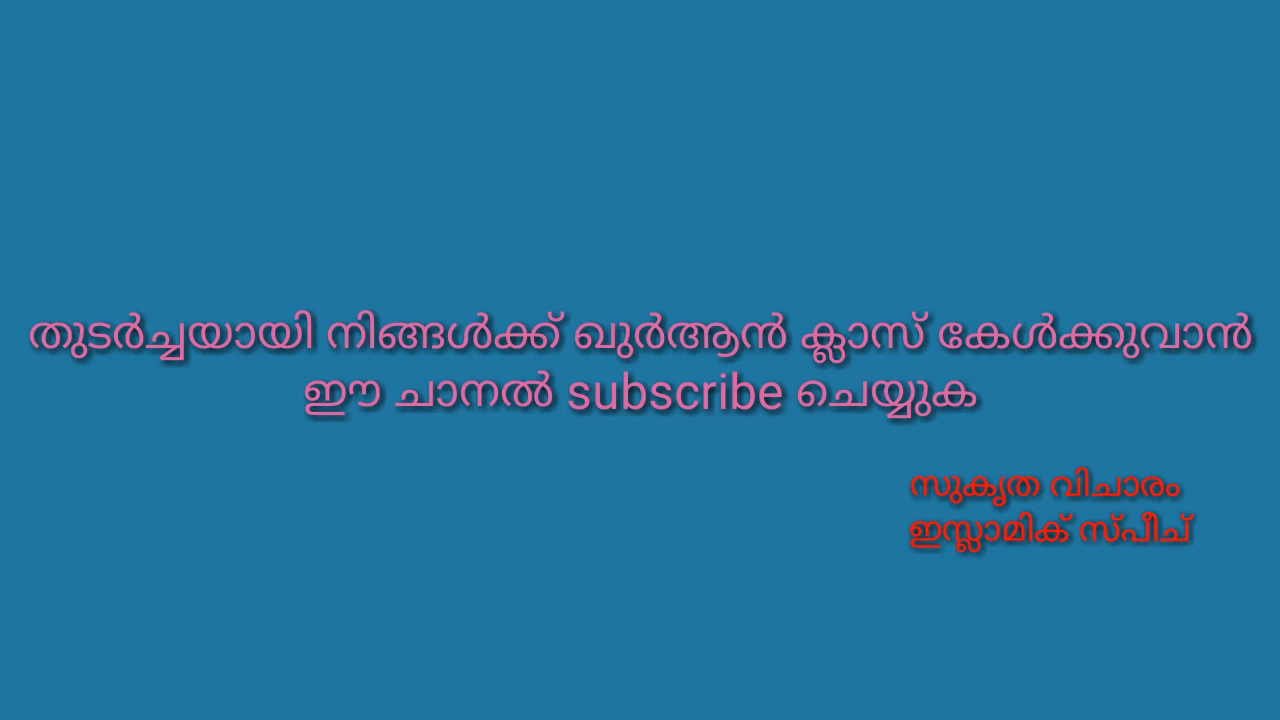 തുടർച്ചയായി നിങ്ങൾക്ക് ഖുർആൻ ക്ലാസ് കേൾക്കുവാൻ
ഈ ചാനൽ subscribe ചെയ്യുക
സുകൃത വിചാരം
ഇസ്ലാമിക് സ്പീച്